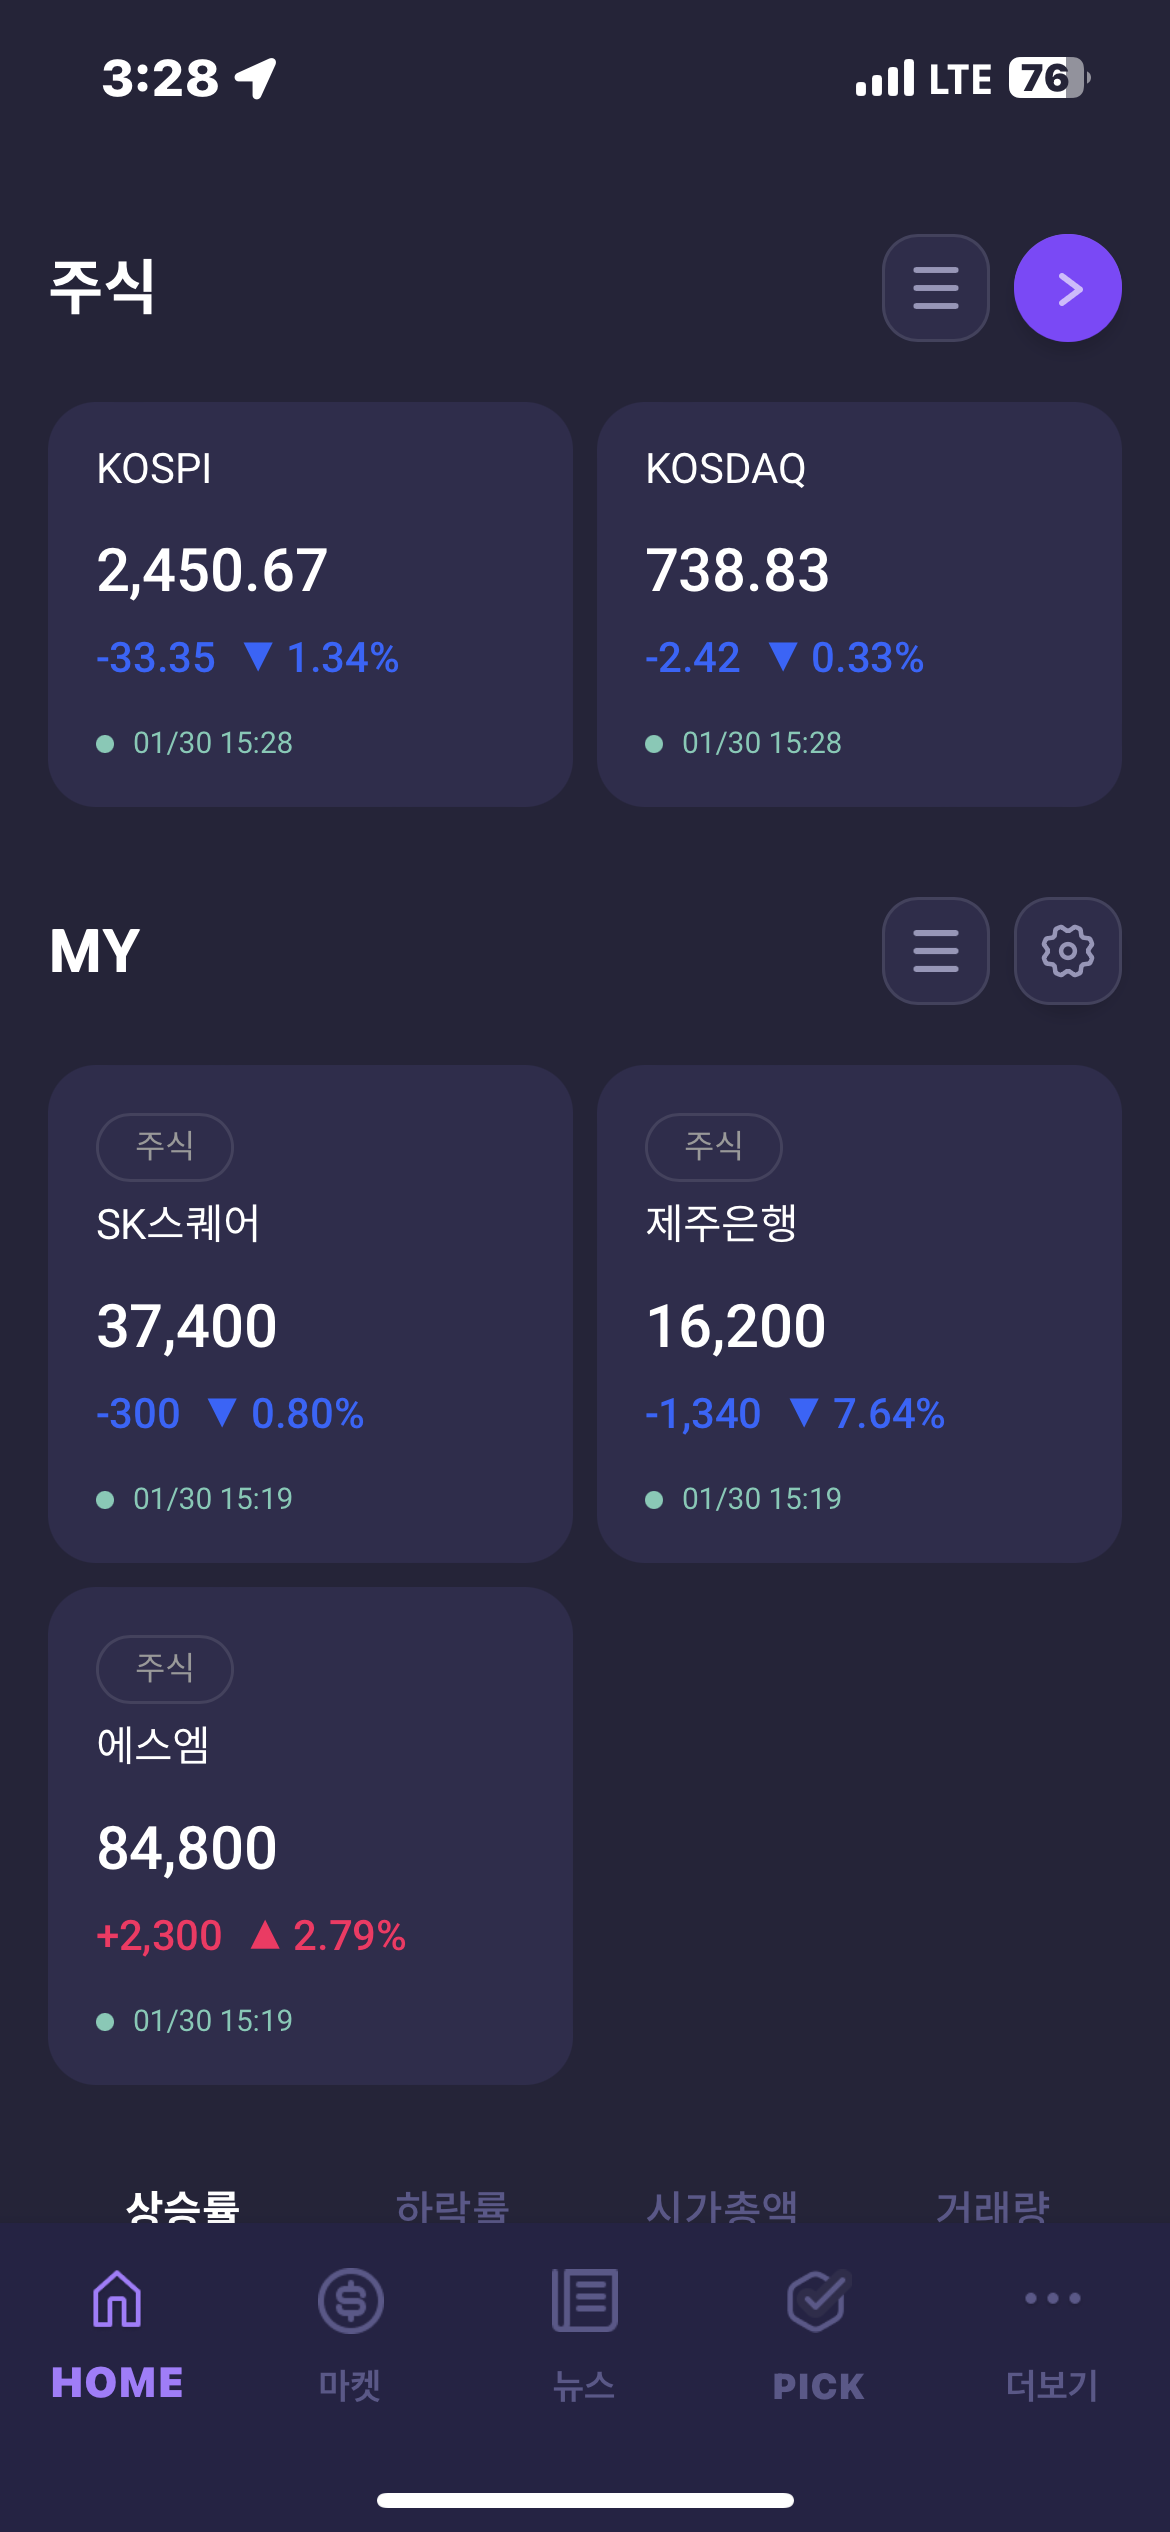 3:28 LTE 76
주식
KOSPI
2,450.67
-33.35 ▼ 1.34%
01/30 15:28
KOSDAQ
738.83
-2.42 ▼ 0.33%
01/30 15:28
MY
주식
SK스퀘어
37,400
-300 ▼ 0.80%
01/30 15:19
주식
제주은행
16,200
-1,340 ▼ 7.64%
01/30 15:19
주식
에스엠
84,800
+2,300 ▲ 2.79%
01/30 15:19
상승률 하락률 시가총액 거래량
HOME 마켓 뉴스 PICK 더보기